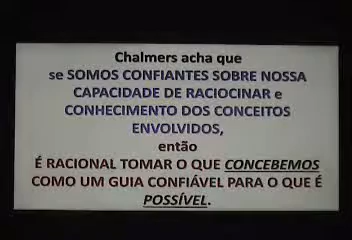 Chalmers acha que
se SOMOS CONFIANTES SOBRE NOSSA
CAPACIDADE DE RACIOCINAR e
CONHECIMENTO DOS CONCEITOS
ENVOLVIDOS,
então
É RACIONAL TOMAR O QUE CONCEBEMOS
COMO UM GUIA CONFIÁVEL PARA O QUE É
POSSÍVEL.